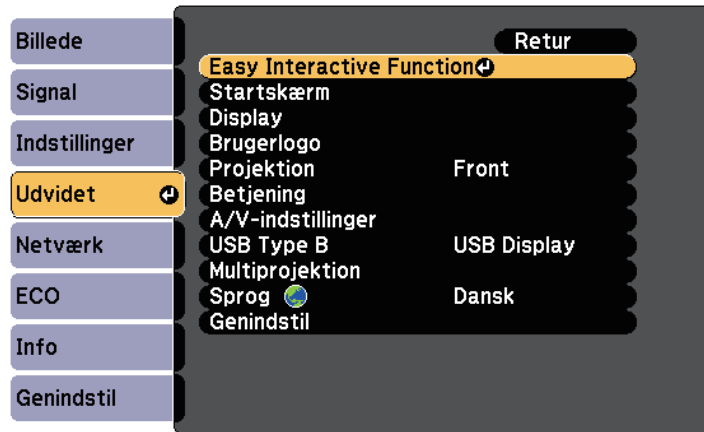 Billede
Signal
Indstillinger
Udvidet
Netværk
ECO
Info
Genindstil
Retur
Easy Interactive Function
Startskærm
Display
Brugerlogo
Projektion Front
Betjening
A/V-indstillinger
USB Type B USB Display
Multiprojektion
Sprog Dansk
Genindstil